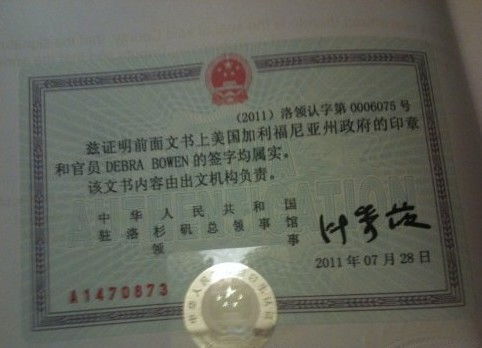 (2011) 洛领认字第 0006075 号
兹证明前面文书上美国加利福尼亚州政府的印章
和官员 DEBRA BOWEN 的签字均属实。
该文书内容由出文机构负责。
中华人民共和国
驻洛杉矶总领事馆
领事
2011 年 07 月 28 日
A1470873